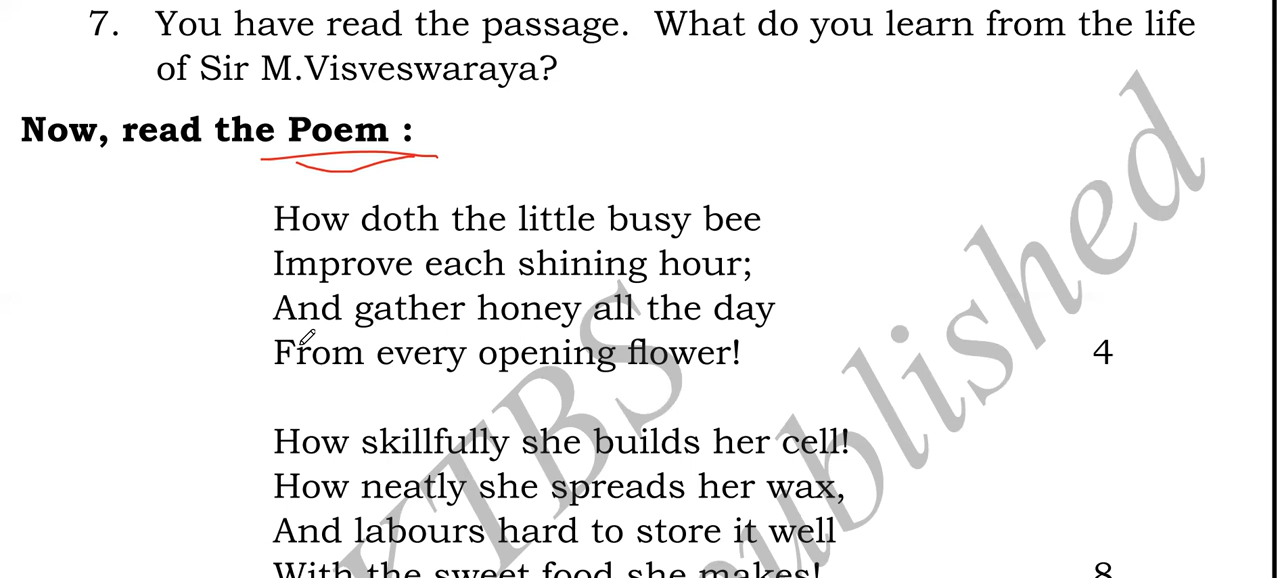 7. You have read the passage. What do you learn from the life
of Sir M.Visveswaraya?
Now, read the Poem :
How doth the little busy bee
Improve each shining hour;
And gather honey all the day
From every opening flower! 4
How skillfully she builds her cell!
How neatly she spreads her wax,
And labours hard to store it well
With the sweet food she makes! 8
KTBS
published